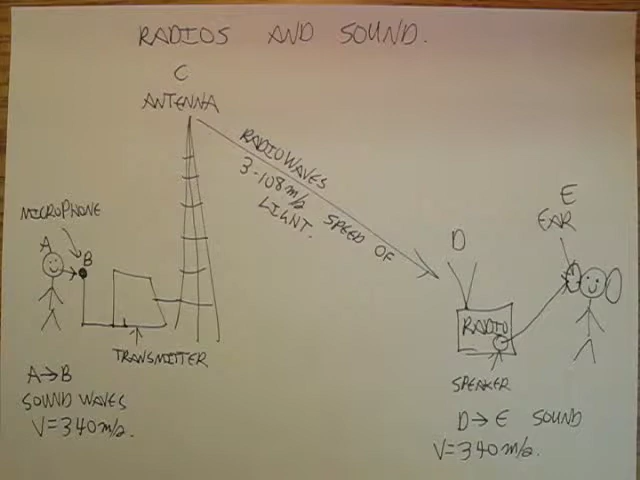 RADIOS AND SOUND.
C
ANTENNA
RADIOWAVES
3·108m/s SPEED OF
LIGHT.
MICROPHONE
A
B
TRANSMITTER
A→B
SOUND WAVES
V=340m/s.
D
E
EAR
RADIO
SPEAKER
D→E SOUND
V=340m/s.